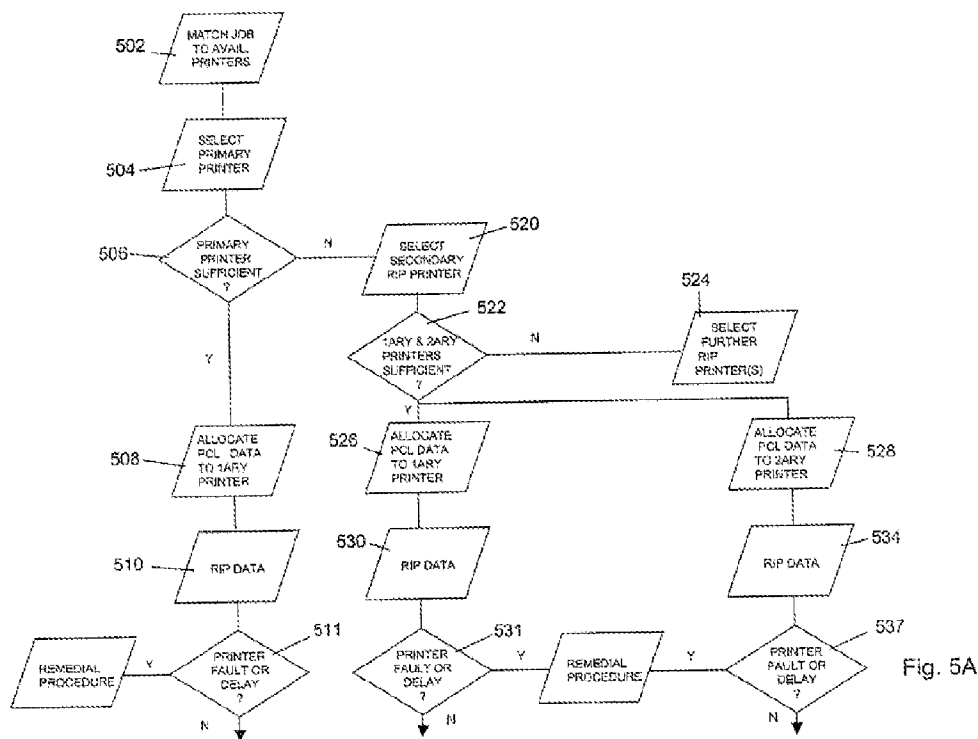 502
MATCH JOB
TO AVAIL.
PRINTERS
504
SELECT
PRIMARY
PRINTER
506
PRIMARY
PRINTER
SUFFICIENT
?
N
Y
520
SELECT
SECONDARY
RIP PRINTER
522
1ARY & 2ARY
PRINTERS
SUFFICIENT
?
N
Y
524
SELECT
FURTHER
RIP
PRINTER(S)
508
ALLOCATE
PCL DATA
TO 1ARY
PRINTER
526
ALLOCATE
PCL DATA
TO 1ARY
PRINTER
528
ALLOCATE
PCL DATA
TO 2ARY
PRINTER
510
RIP DATA
530
RIP DATA
534
RIP DATA
REMEDIAL
PROCEDURE
Y
511
PRINTER
FAULT OR
DELAY
?
N
531
PRINTER
FAULT OR
DELAY
?
N
Y
REMEDIAL
PROCEDURE
Y
537
PRINTER
FAULT OR
DELAY
?
N
Fig. 5A